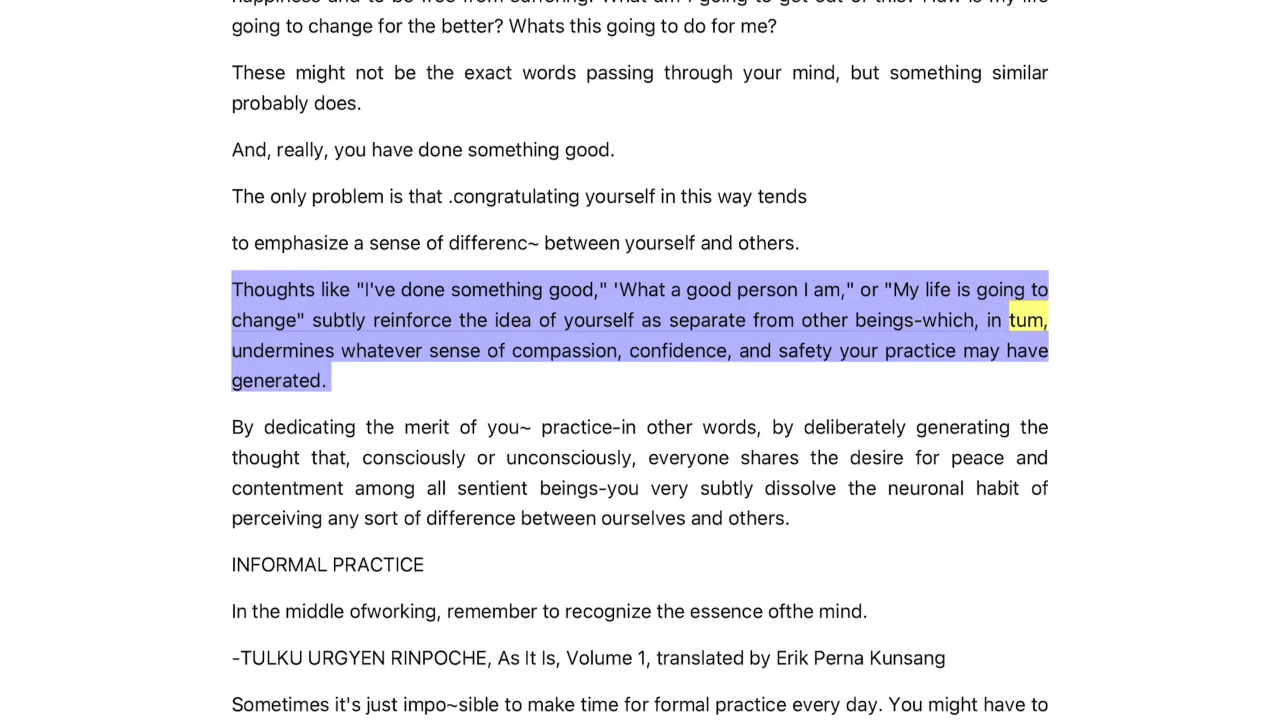 going to change for the better? Whats this going to do for me?
These might not be the exact words passing through your mind, but something similar
probably does.
And, really, you have done something good.
The only problem is that .congratulating yourself in this way tends
to emphasize a sense of differenc~ between yourself and others.
Thoughts like "I've done something good," 'What a good person I am," or "My life is going to
change" subtly reinforce the idea of yourself as separate from other beings-which, in tum,
undermines whatever sense of compassion, confidence, and safety your practice may have
generated.
By dedicating the merit of you~ practice-in other words, by deliberately generating the
thought that, consciously or unconsciously, everyone shares the desire for peace and
contentment among all sentient beings-you very subtly dissolve the neuronal habit of
perceiving any sort of difference between ourselves and others.
INFORMAL PRACTICE
In the middle ofworking, remember to recognize the essence ofthe mind.
-TULKU URGYEN RINPOCHE, As It Is, Volume 1, translated by Erik Perna Kunsang
Sometimes it's just impo~sible to make time for formal practice every day. You might have to